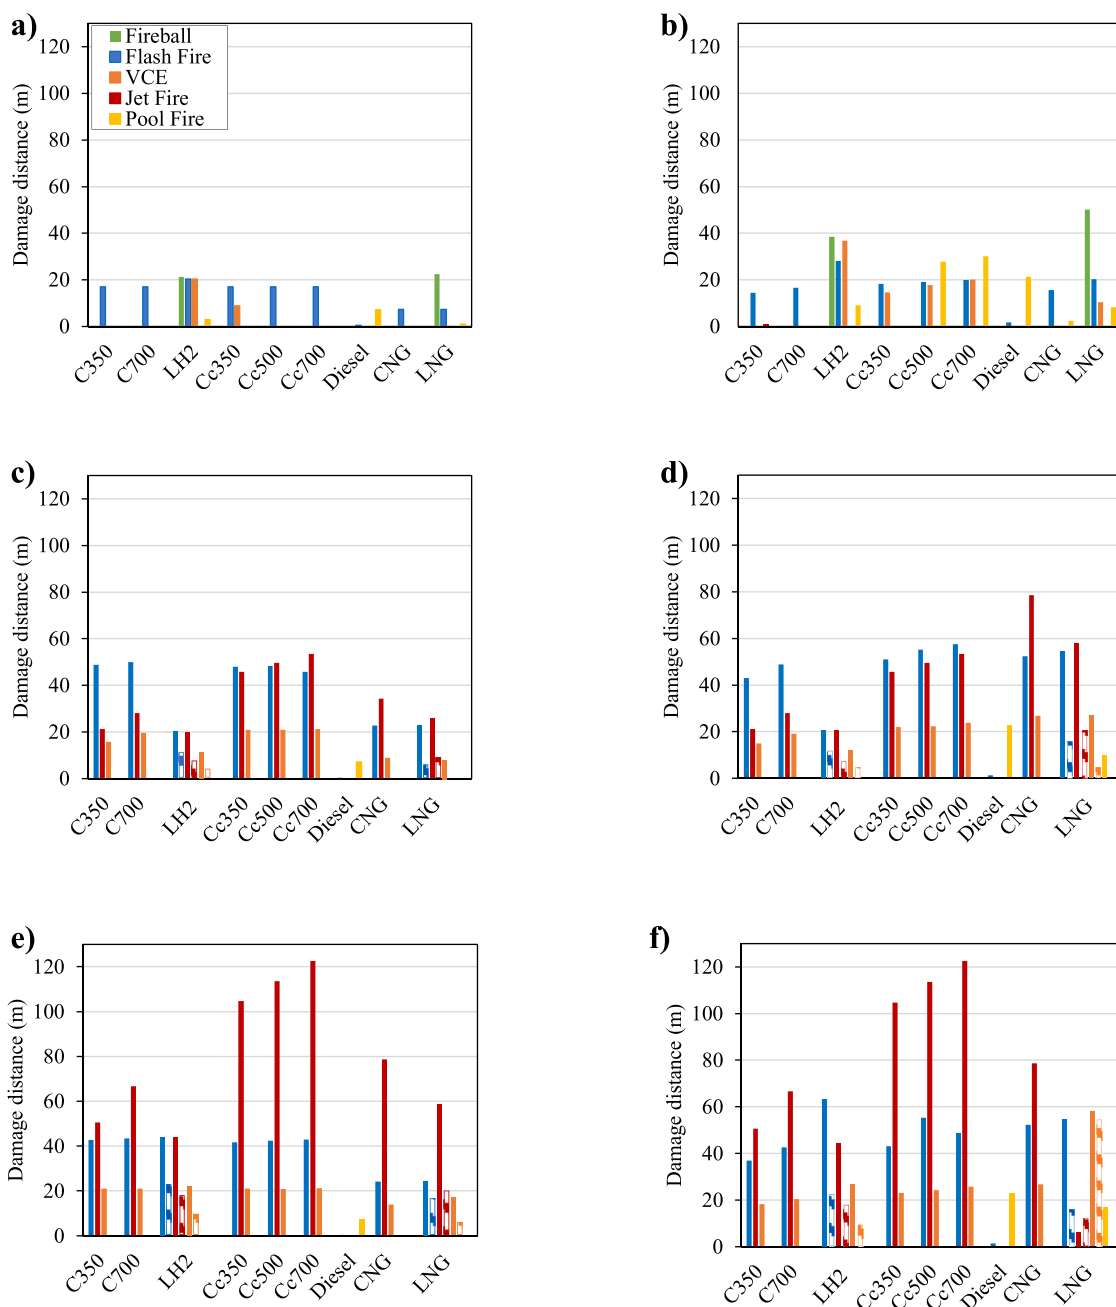 a)
Fireball
Flash Fire
VCE
Jet Fire
Pool Fire
Damage distance (m)
120
100
80
60
40
20
0
C350
C700
LH2
Cc350
Cc500
Cc700
Diesel
CNG
LNG
b)
Damage distance (m)
120
100
80
60
40
20
0
C350
C700
LH2
Cc350
Cc500
Cc700
Diesel
CNG
LNG
c)
Damage distance (m)
120
100
80
60
40
20
0
C350
C700
LH2
Cc350
Cc500
Cc700
Diesel
CNG
LNG
d)
Damage distance (m)
120
100
80
60
40
20
0
C350
C700
LH2
Cc350
Cc500
Cc700
Diesel
CNG
LNG
e)
Damage distance (m)
120
100
80
60
40
20
0
C350
C700
LH2
Cc350
Cc500
Cc700
Diesel
CNG
LNG
f)
Damage distance (m)
120
100
80
60
40
20
0
C350
C700
LH2
Cc350
Cc500
Cc700
Diesel
CNG
LNG